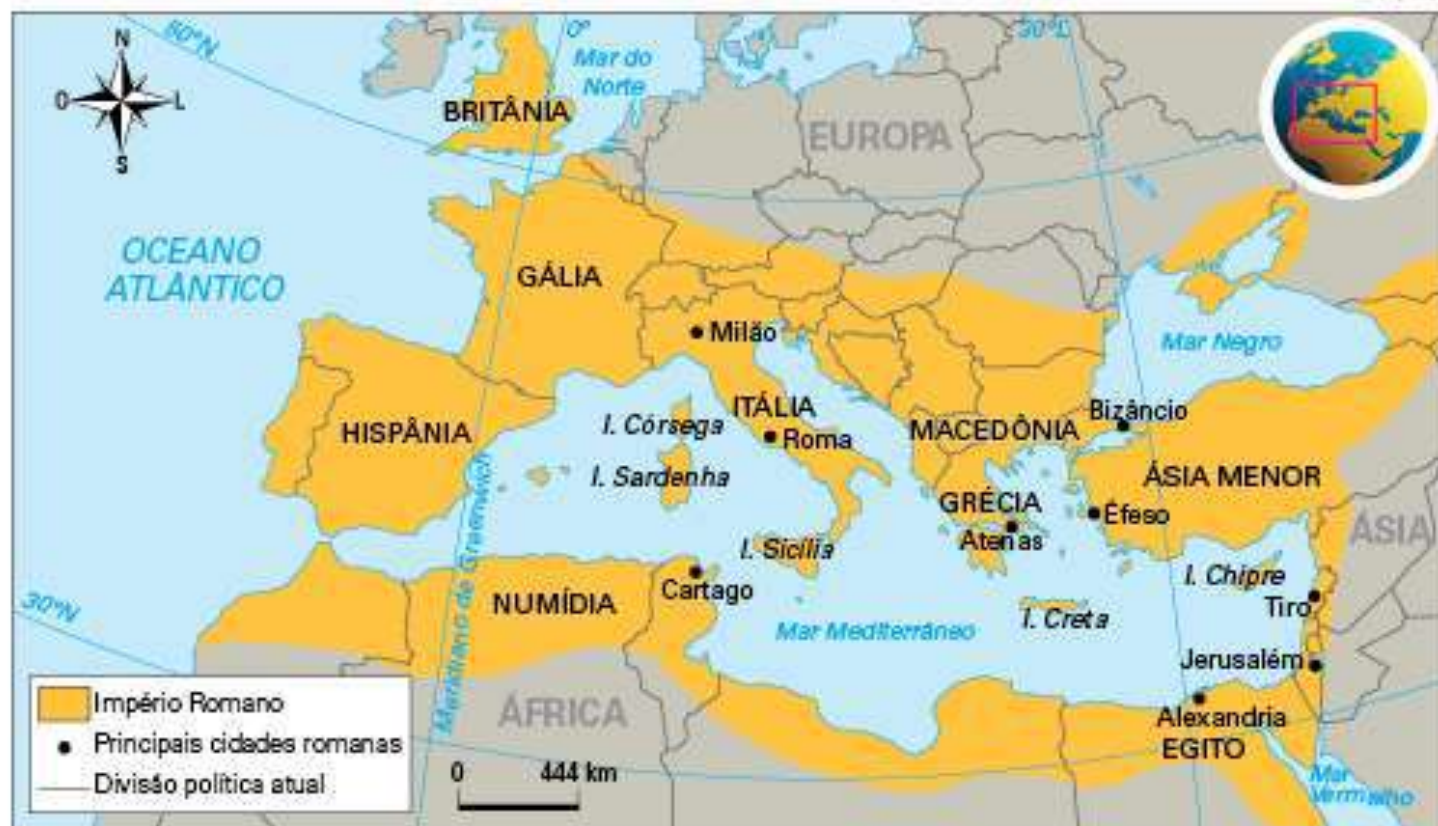 50°N
0°
30°L
N
O
L
S
Mar do
Norte
BRITÂNIA
EUROPA
OCEANO
ATLÂNTICO
GÁLIA
Milão
Mar Negro
ITÁLIA
Roma
I. Córsega
HISPÂNIA
I. Sardenha
MACEDÔNIA
Bizâncio
ÁSIA MENOR
GRÉCIA
Atenas
Éfeso
ÁSIA
I. Sicília
Cartago
NUMÍDIA
I. Chipre
Tiro
I. Creta
Mar Mediterrâneo
30°N
Meridiano de Greenwich
Jerusalém
Alexandria
EGITO
ÁFRICA
Mar
Vermelho
Império Romano
Principais cidades romanas
Divisão política atual
0 444 km